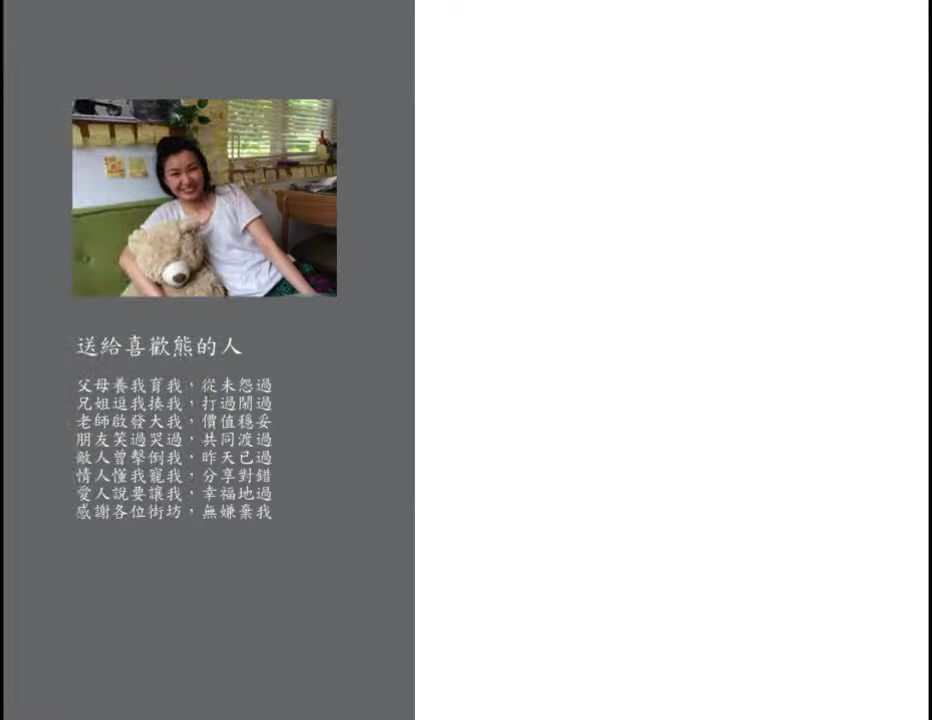 送給喜歡熊的人
父母養我育我，從未怨過
兄姐逗我揍我，打過鬧過
老師啟發大我，價值穩妥
朋友笑過哭過，共同渡過
敵人曾擊倒我，昨天已過
情人懂我寵我，分享對錯
愛人說要讓我，幸福地過
感謝各位街坊，無嫌棄我